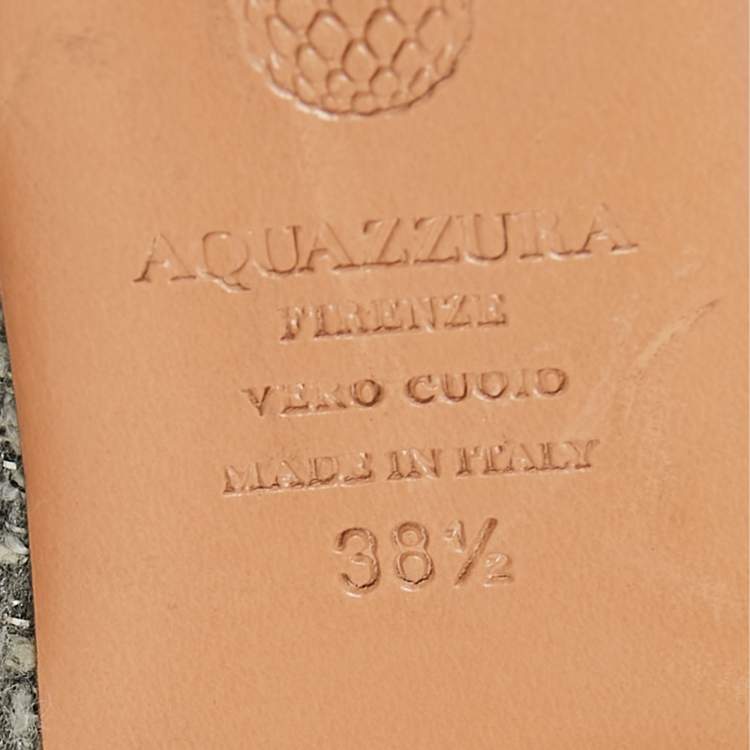 AQUAZZURA
FIRENZE
VERO CUOIO
MADE IN ITALY
38½